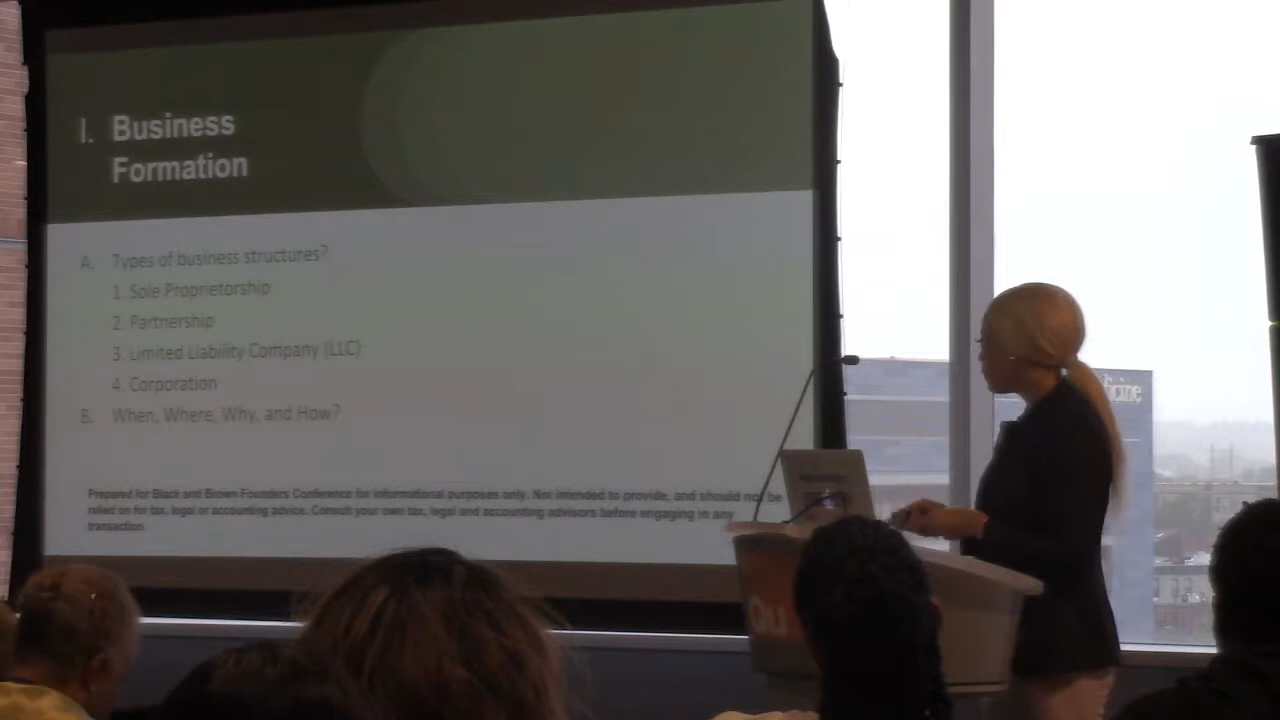 I. Business
Formation
A. Types of business structures?
1. Sole Proprietorship
2. Partnership
3. Limited Liability Company (LLC)
4. Corporation
B. When, Where, Why, and How?
Prepared for Black and Brown Founders Conference for informational purposes only. Not intended to provide, and should not be
relied on for tax, legal or accounting advice. Consult your own tax, legal and accounting advisors before engaging in any
transaction.